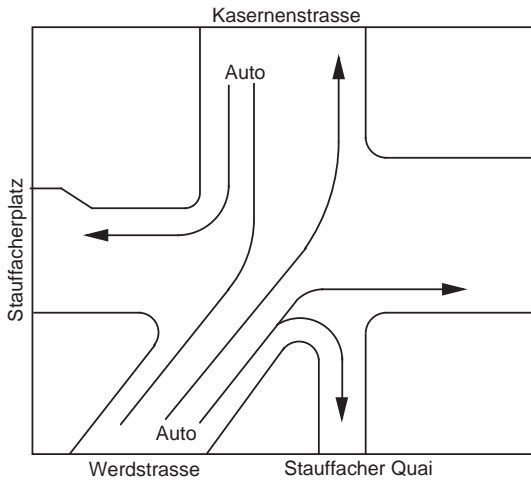 Kasernenstrasse
Auto
Stauffacherplatz
Auto
Werdstrasse
Stauffacher Quai